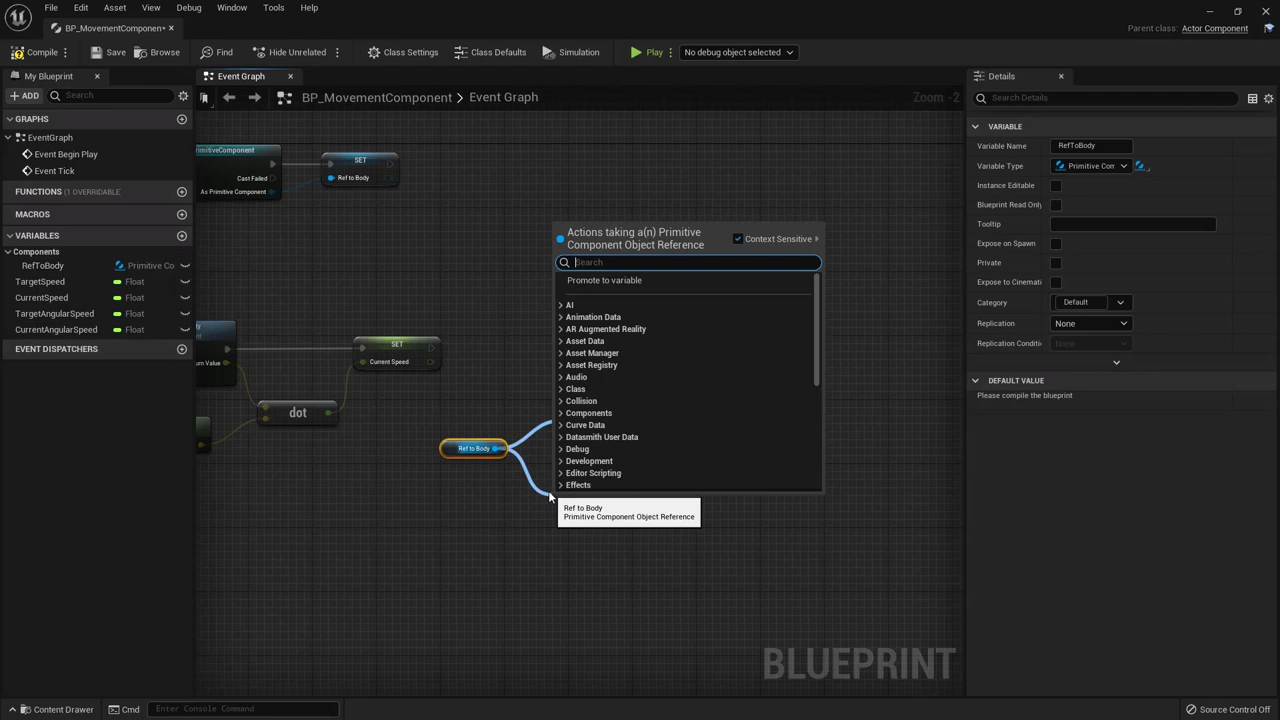 File Edit Asset View Debug Window Tools Help
BP_MovementComponen*
Parent class: Actor Component
Compile Save Browse Find Hide Unrelated Class Settings Class Defaults Simulation Play No debug object selected
My Blueprint Event Graph Details
ADD Search
BP_MovementComponent > Event Graph Zoom -2
Search Details
GRAPHS
EventGraph
Event Begin Play
Event Tick
FUNCTIONS (1 OVERRIDABLE
MACROS
VARIABLES
Components
RefToBody Primitive Co
TargetSpeed Float
CurrentSpeed Float
TargetAngularSpeed Float
CurrentAngularSpeed Float
EVENT DISPATCHERS
rimitiveComponent
Cast Failed
As Primitive Component
SET
Ref to Body
SET
Current Speed
urn Value
dot
Ref to Body
Actions taking a(n) Primitive
Component Object Reference
Context Sensitive
Search
Promote to variable
AI
Animation Data
AR Augmented Reality
Asset Data
Asset Manager
Asset Registry
Audio
Class
Collision
Components
Curve Data
Datasmith User Data
Debug
Development
Editor Scripting
Effects
Ref to Body
Primitive Component Object Reference
BLUEPRINT
VARIABLE
Variable Name RefToBody
Variable Type Primitive Com
Instance Editable
Blueprint Read Only
Tooltip
Expose on Spawn
Private
Expose to Cinemati
Category Default
Replication None
Replication Conditi None
DEFAULT VALUE
Please compile the blueprint
Content Drawer Cmd Enter Console Command Source Control Off